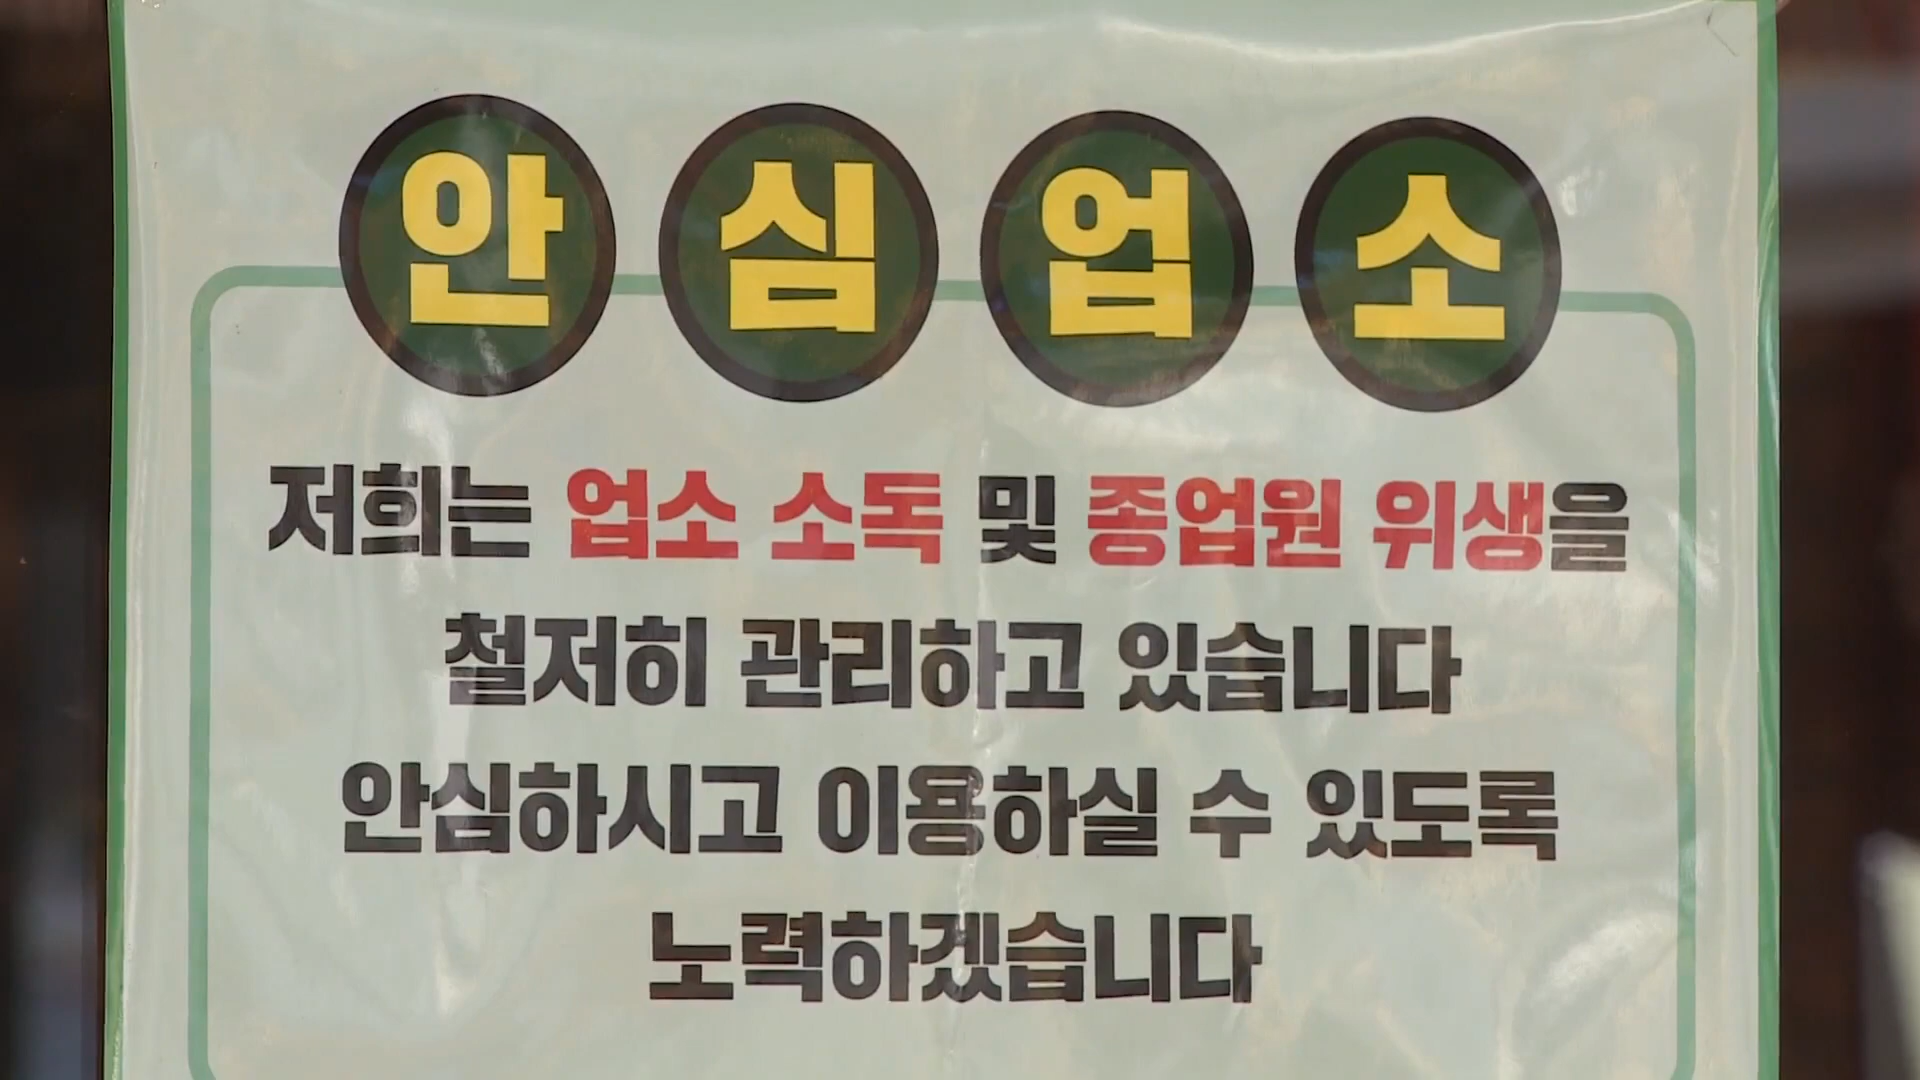 안심업소
저희는 업소 소독 및 종업원 위생을
철저히 관리하고 있습니다
안심하시고 이용하실 수 있도록
노력하겠습니다